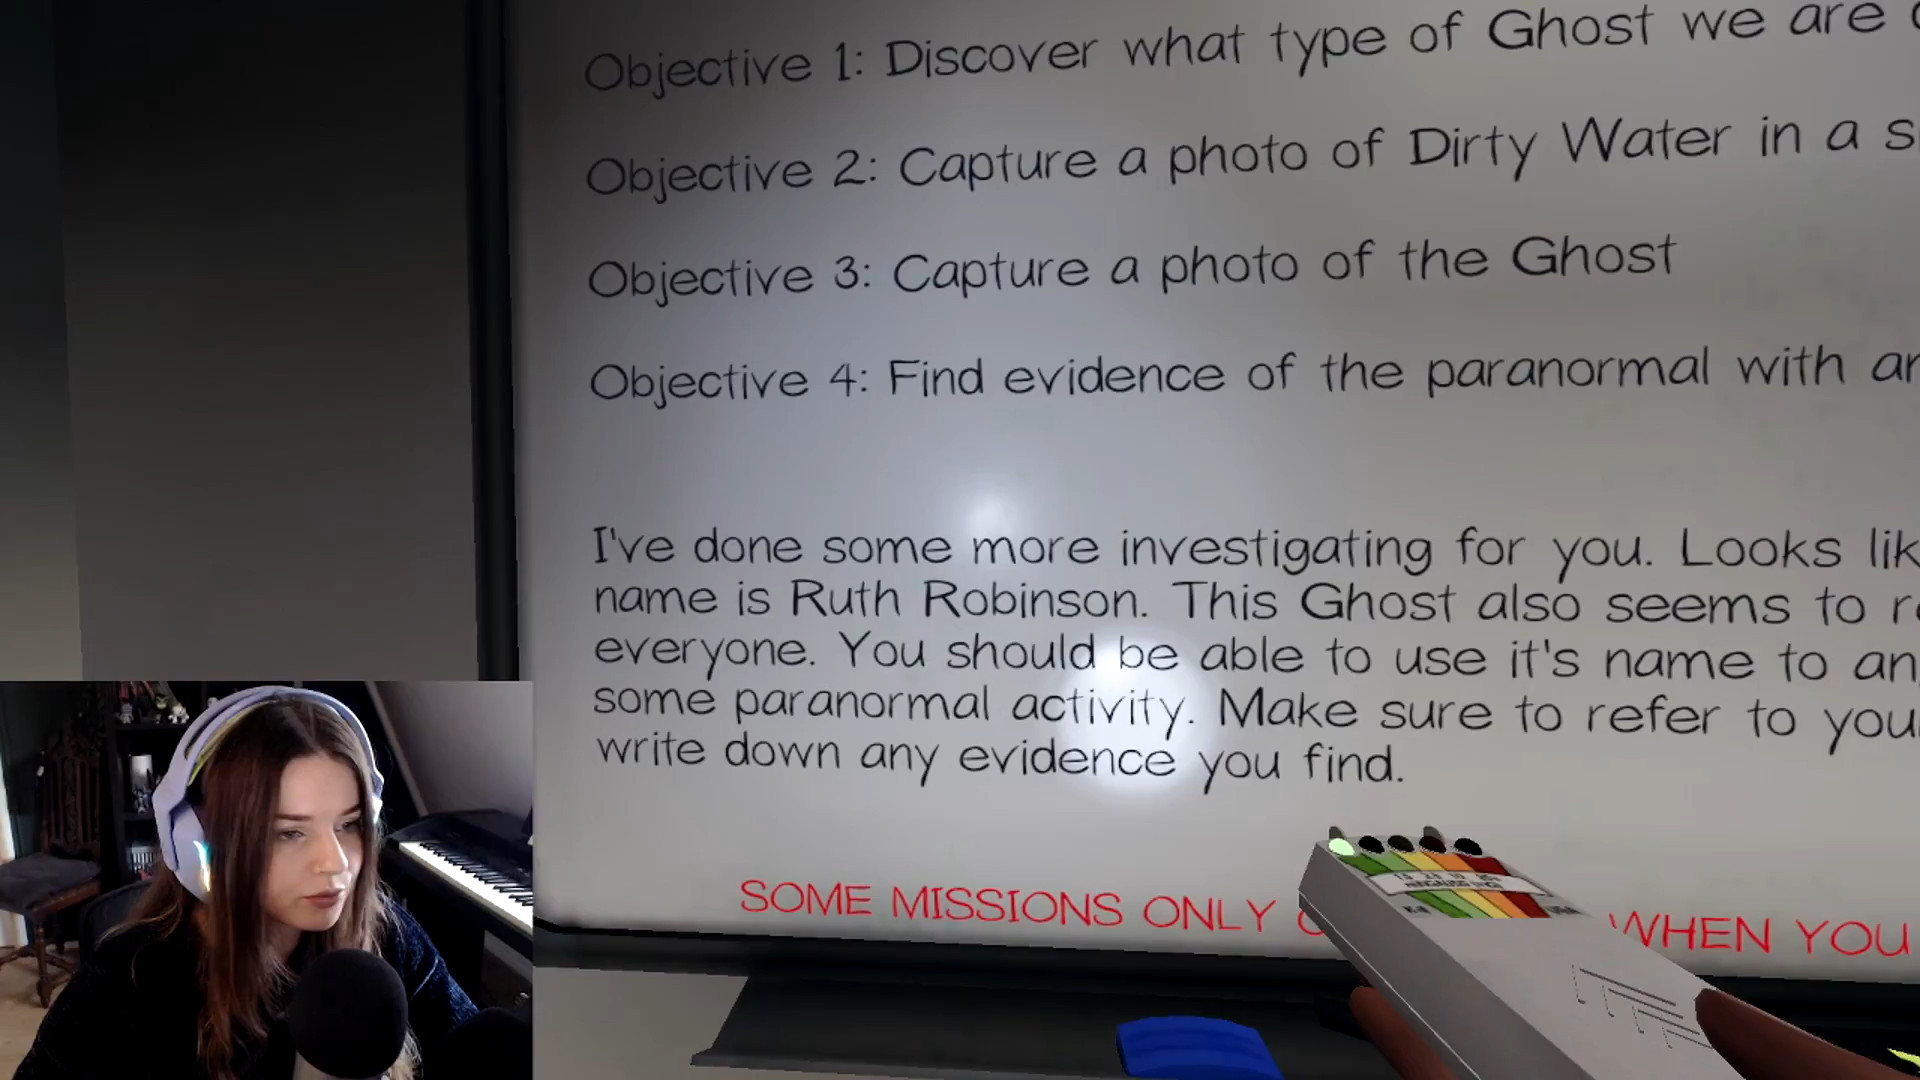 Objective 1: Discover what type of Ghost we are
Objective 2: Capture a photo of Dirty Water in a
Objective 3: Capture a photo of the Ghost
Objective 4: Find evidence of the paranormal with
I've done some more investigating for you. Looks
name is Ruth Robinson. This Ghost also seems to
everyone. You should be able to use it's name to
some paranormal activity. Make sure to refer to
write down any evidence you find.
SOME MISSIONS ONLY WHEN YOU